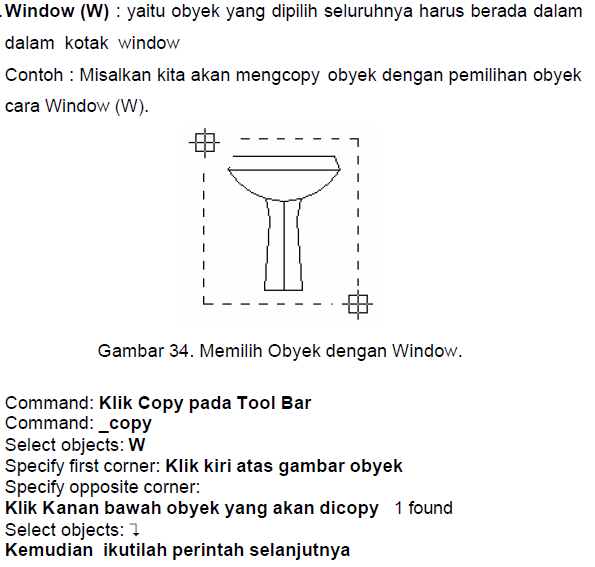 .Window (W) : yaitu obyek yang dipilih seluruhnya harus berada dalam
dalam kotak window
Contoh : Misalkan kita akan mengcopy obyek dengan pemilihan obyek
cara Window (W).
Gambar 34. Memilih Obyek dengan Window.
Command: Klik Copy pada Tool Bar
Command: _copy
Select objects: W
Specify first corner: Klik kiri atas gambar obyek
Specify opposite corner:
Klik Kanan bawah obyek yang akan dicopy 1 found
Select objects: ↴
Kemudian ikutilah perintah selanjutnya